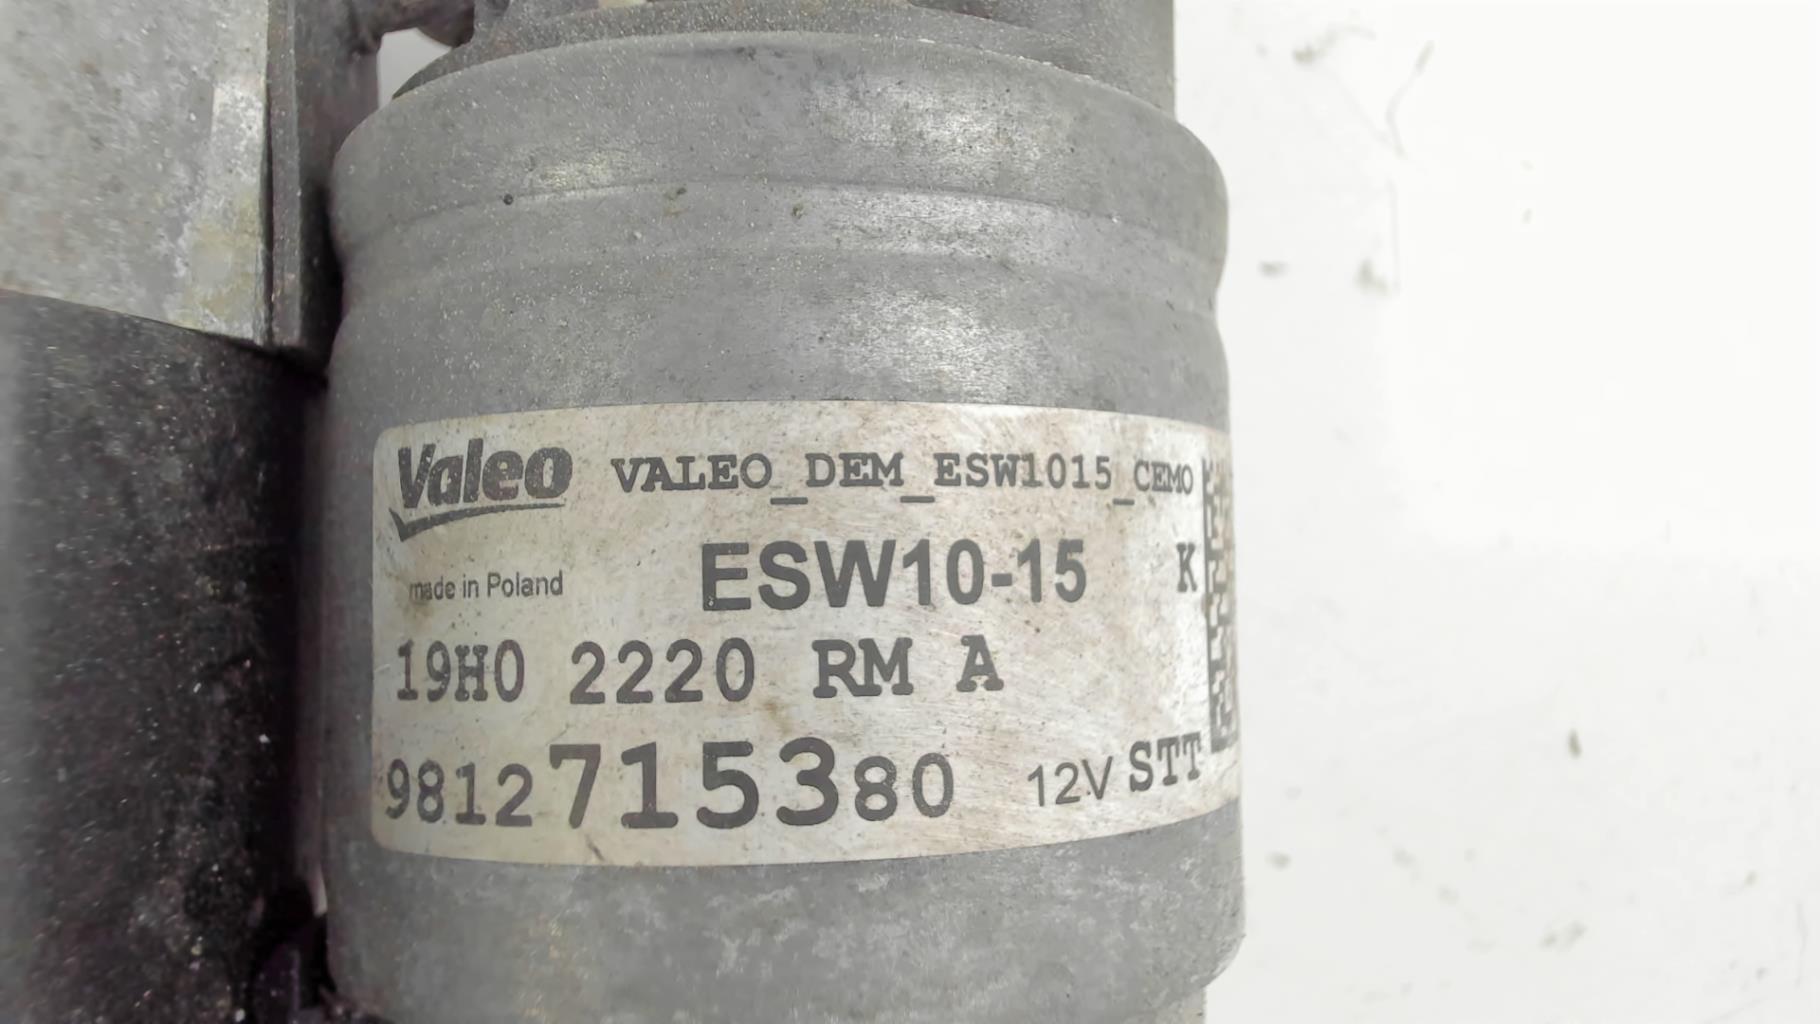 Valeo VALEO_DEM_ESW1015_CEMO
made in Poland ESW10-15 K
19H0 2220 RM A
9812715380 12V STT